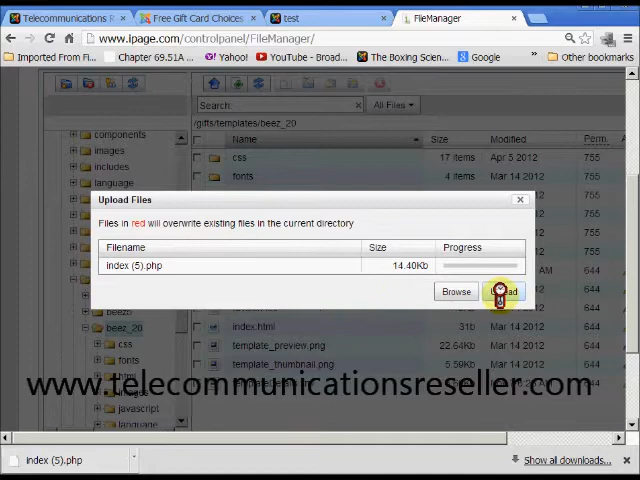 Telecommunications R
Free Gift Card Choices
test
FileManager
www.ipage.com/controlpanel/FileManager/
Imported From Fi
Chapter 69.51A
Yahoo!
YouTube - Broad
The Boxing Scien
Google
Other bookmarks
Search:
All Files
/gifts/templates/beez_20
components
images
includes
language
Name
Size
Modified
Perm.
css
17 items
Apr 5 2012
755
fonts
4 items
Mar 14 2012
755
Upload Files
Files in red will overwrite existing files in the current directory
Filename
Size
Progress
index (5).php
14.40Kb
Browse
Upload
755
755
755
AM
644
644
beez_20
css
fonts
images
javascript
language
index.html
31b
Mar 14 2012
644
template_preview.png
22.64Kb
Mar 14 2012
644
template_thumbnail.png
5.59Kb
Mar 14 2012
644
www.telecommunicationsreseller.com
index (5).php
Show all downloads...